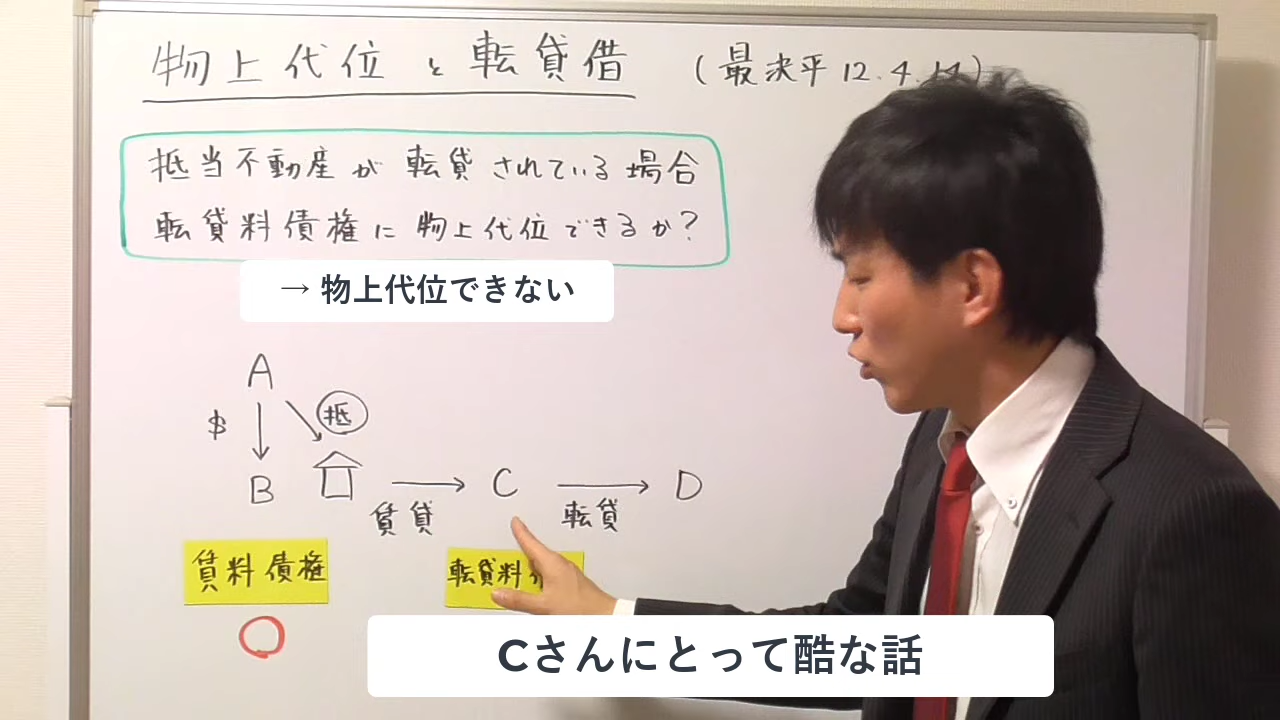 物上代位と転貸借 (最決平12.4.14)
抵当不動産が転貸されている場合
転貸料債権に物上代位できるか?
→ 物上代位できない
A
$ 抵
B C D
賃貸 転貸
賃料債権 転貸料
Cさんにとって酷な話